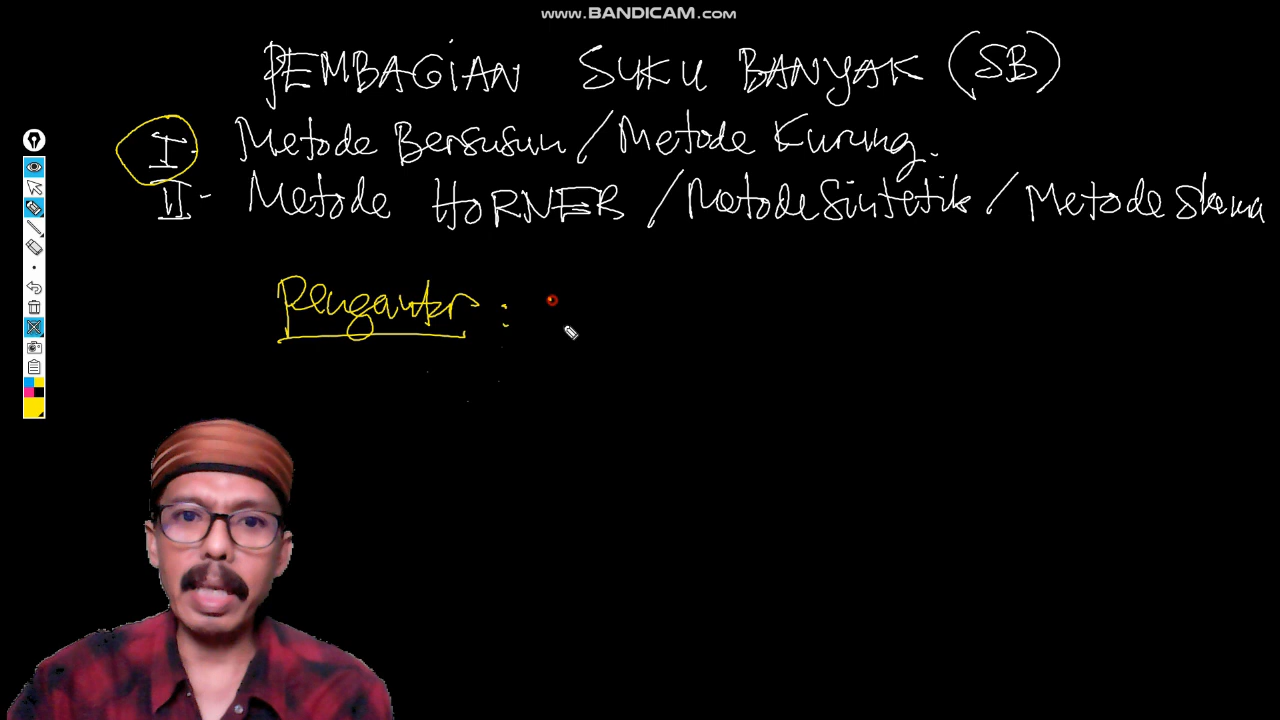 www.BANDICAM.com
PEMBAGIAN SUKU BANYAK (SB)
I. Metode Bersusun / Metode Kurung.
II. Metode HORNER / Metode Sintetik / Metode Skema
Pengantar :